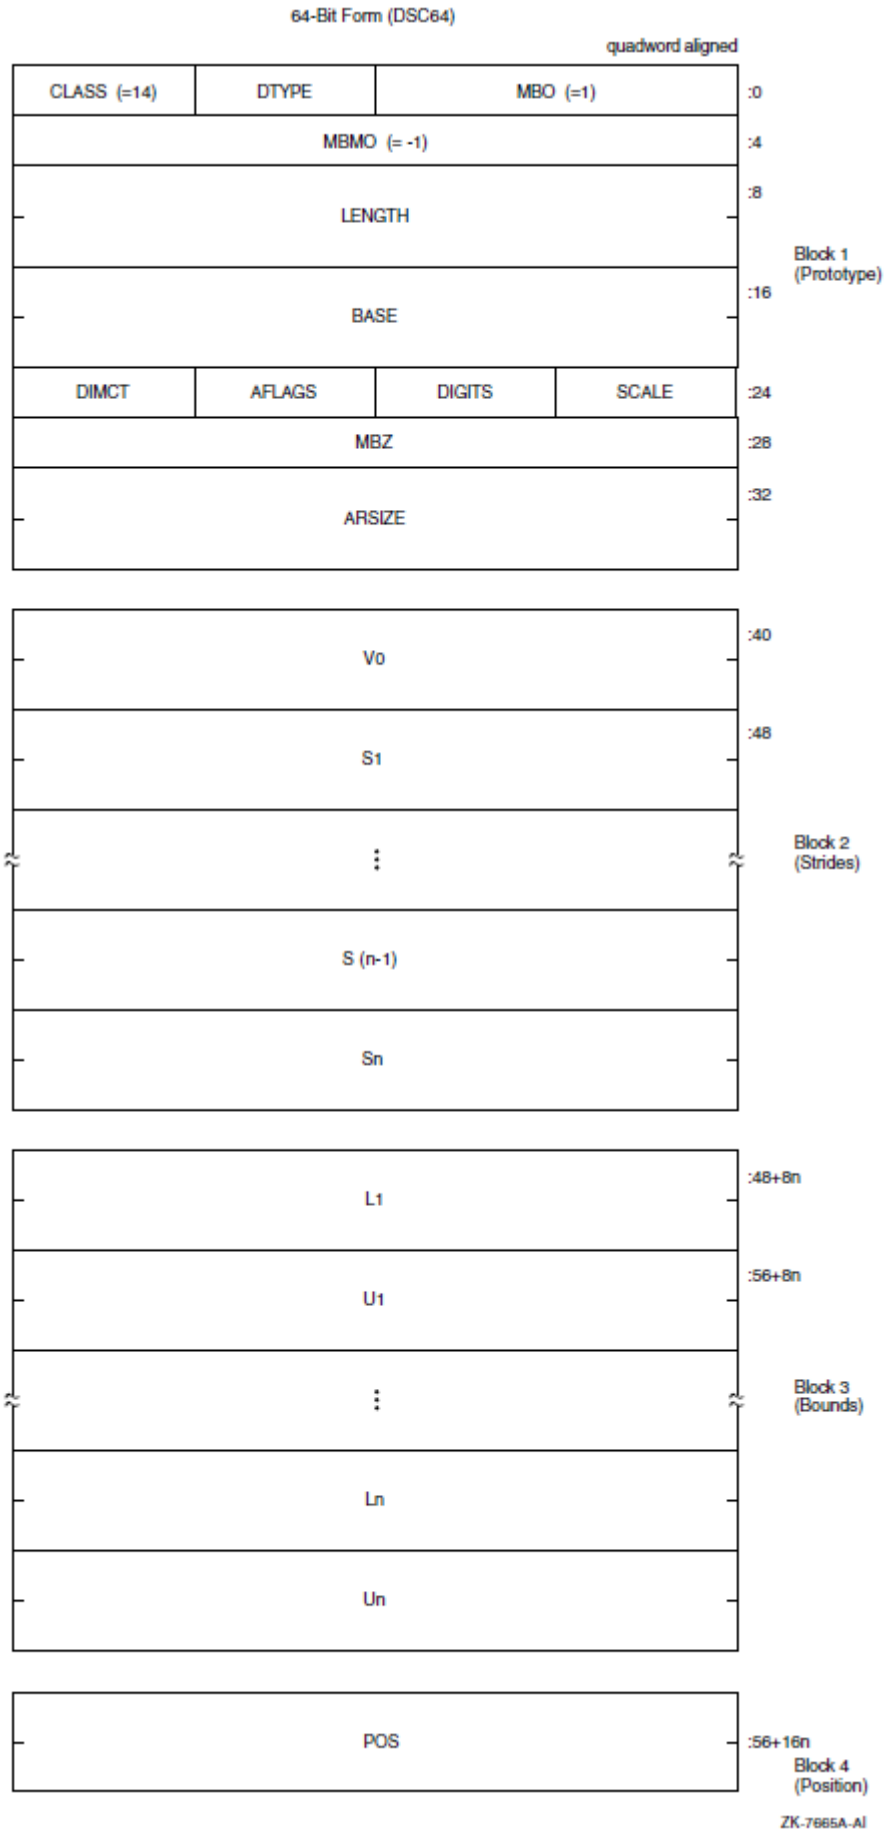 64-Bit Form (DSC64)
quadword aligned
CLASS (=14) DTYPE MBO (=1) :0
MBMO (= -1) :4
:8
LENGTH
Block 1
(Prototype)
:16
BASE
DIMCT AFLAGS DIGITS SCALE :24
MBZ :28
:32
ARSIZE
:40
V0
:48
S1
Block 2
(Strides)
S (n-1)
Sn
:48+8n
L1
:56+8n
U1
Block 3
(Bounds)
Ln
Un
POS :56+16n
Block 4
(Position)
ZK-7665A-AI